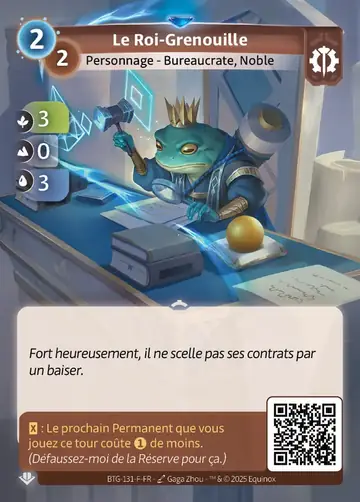 2
Le Roi-Grenouille
2
Personnage - Bureaucrate, Noble
3
0
3
Fort heureusement, il ne scelle pas ses contrats par
un baiser.
X : Le prochain Permanent que vous
jouez ce tour coûte 1 de moins.
(Défaussez-moi de la Réserve pour ça.)
BTG-131-F-FR - Gaga Zhou - ™ & © 2025 Equinox